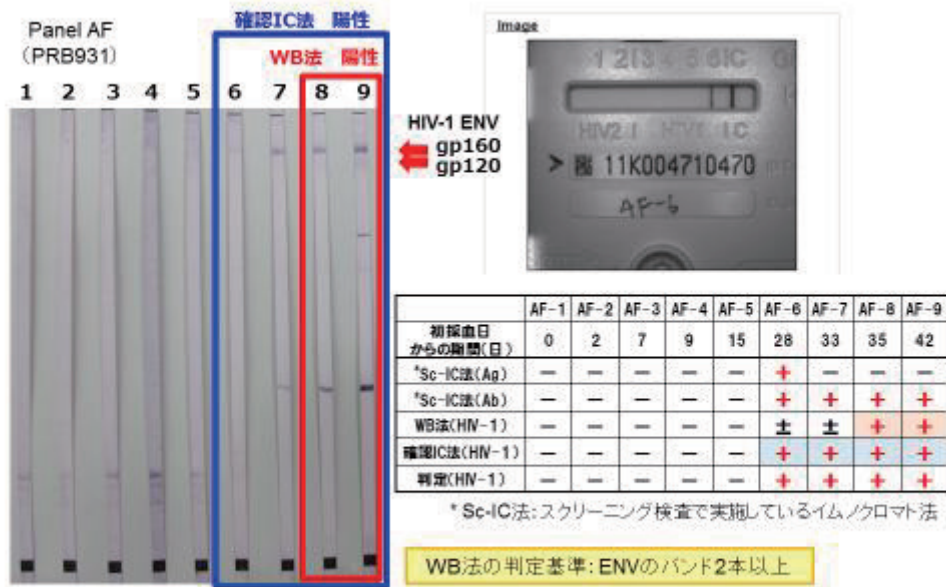 Panel AF
(PRB931)
確認IC法 陽性
WB法 陽性
1 2 3 4 5 6 7 8 9
HIV-1 ENV
gp160
gp120
Image
HIV2 I HIV1 I C
> 11K004710470
AF-6
AF-1 AF-2 AF-3 AF-4 AF-5 AF-6 AF-7 AF-8 AF-9
初採血日
からの期間(日) 0 2 7 9 15 28 33 35 42
*Sc-IC法(Ag) − − − − − + − − −
*Sc-IC法(Ab) − − − − − + + + +
WB法(HIV-1) − − − − − ± ± + +
確認IC法(HIV-1) − − − − − + + + +
判定(HIV-1) − − − − − + + + +
* Sc-IC法:スクリーニング検査で実施しているイムノクロマト法
WB法の判定基準:ENVのバンド2本以上